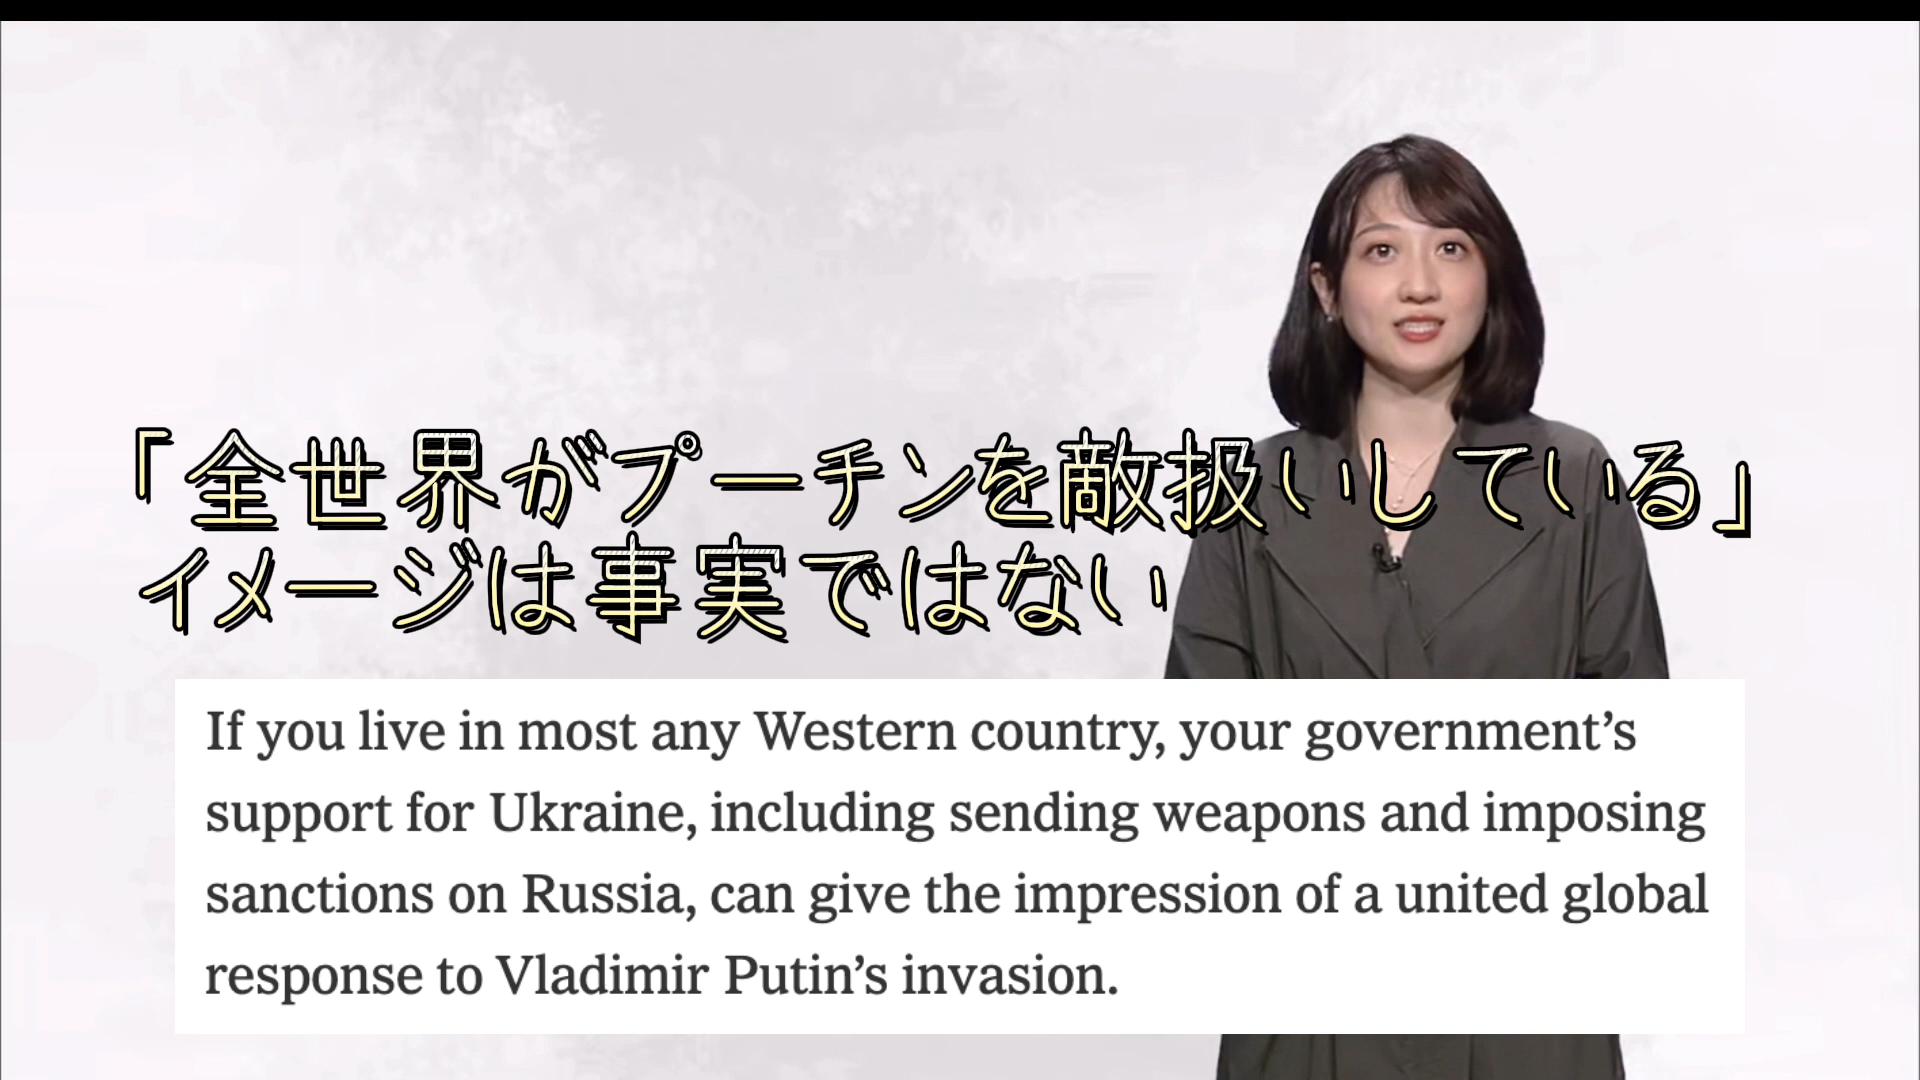 「全世界がプーチンを敵扱いしている」
イメージは事実ではない
If you live in most any Western country, your government’s
support for Ukraine, including sending weapons and imposing
sanctions on Russia, can give the impression of a united global
response to Vladimir Putin’s invasion.